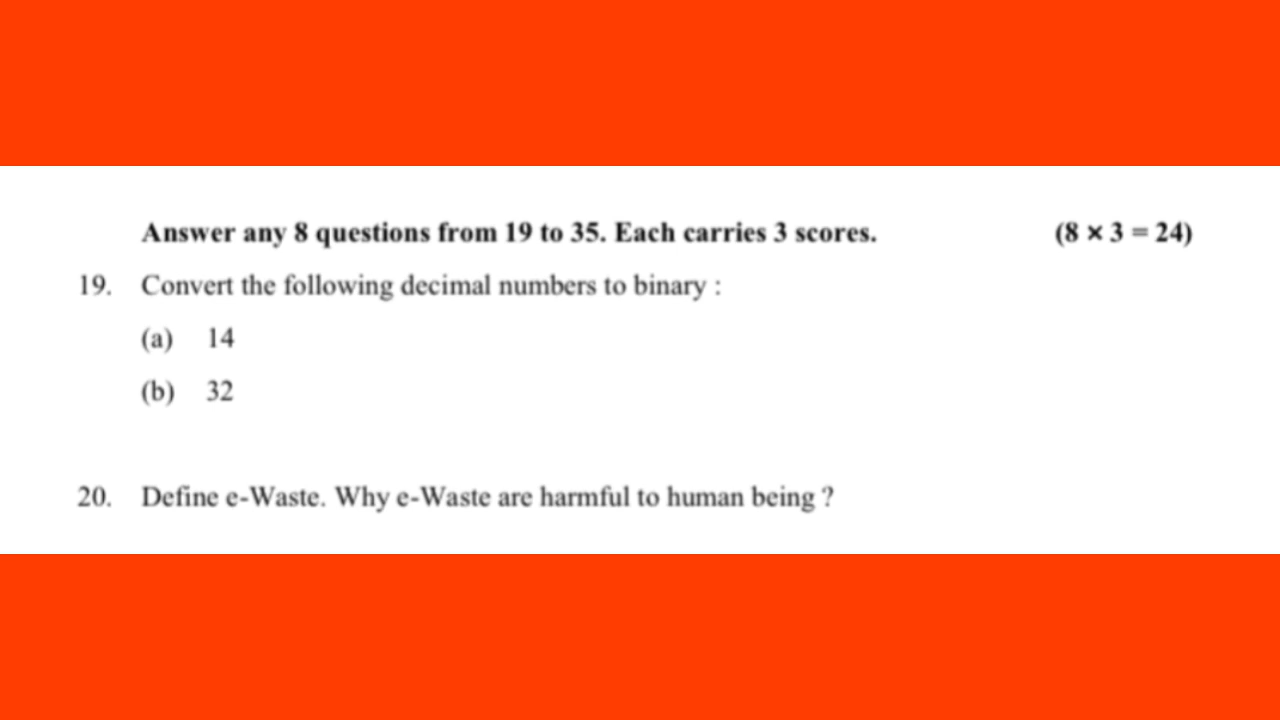 Answer any 8 questions from 19 to 35. Each carries 3 scores. (8 × 3 = 24)
19. Convert the following decimal numbers to binary :
(a) 14
(b) 32
20. Define e-Waste. Why e-Waste are harmful to human being ?